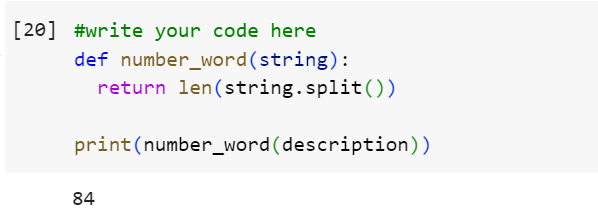 [20] #write your code here
def number_word(string):
  return len(string.split())
print(number_word(description))
84